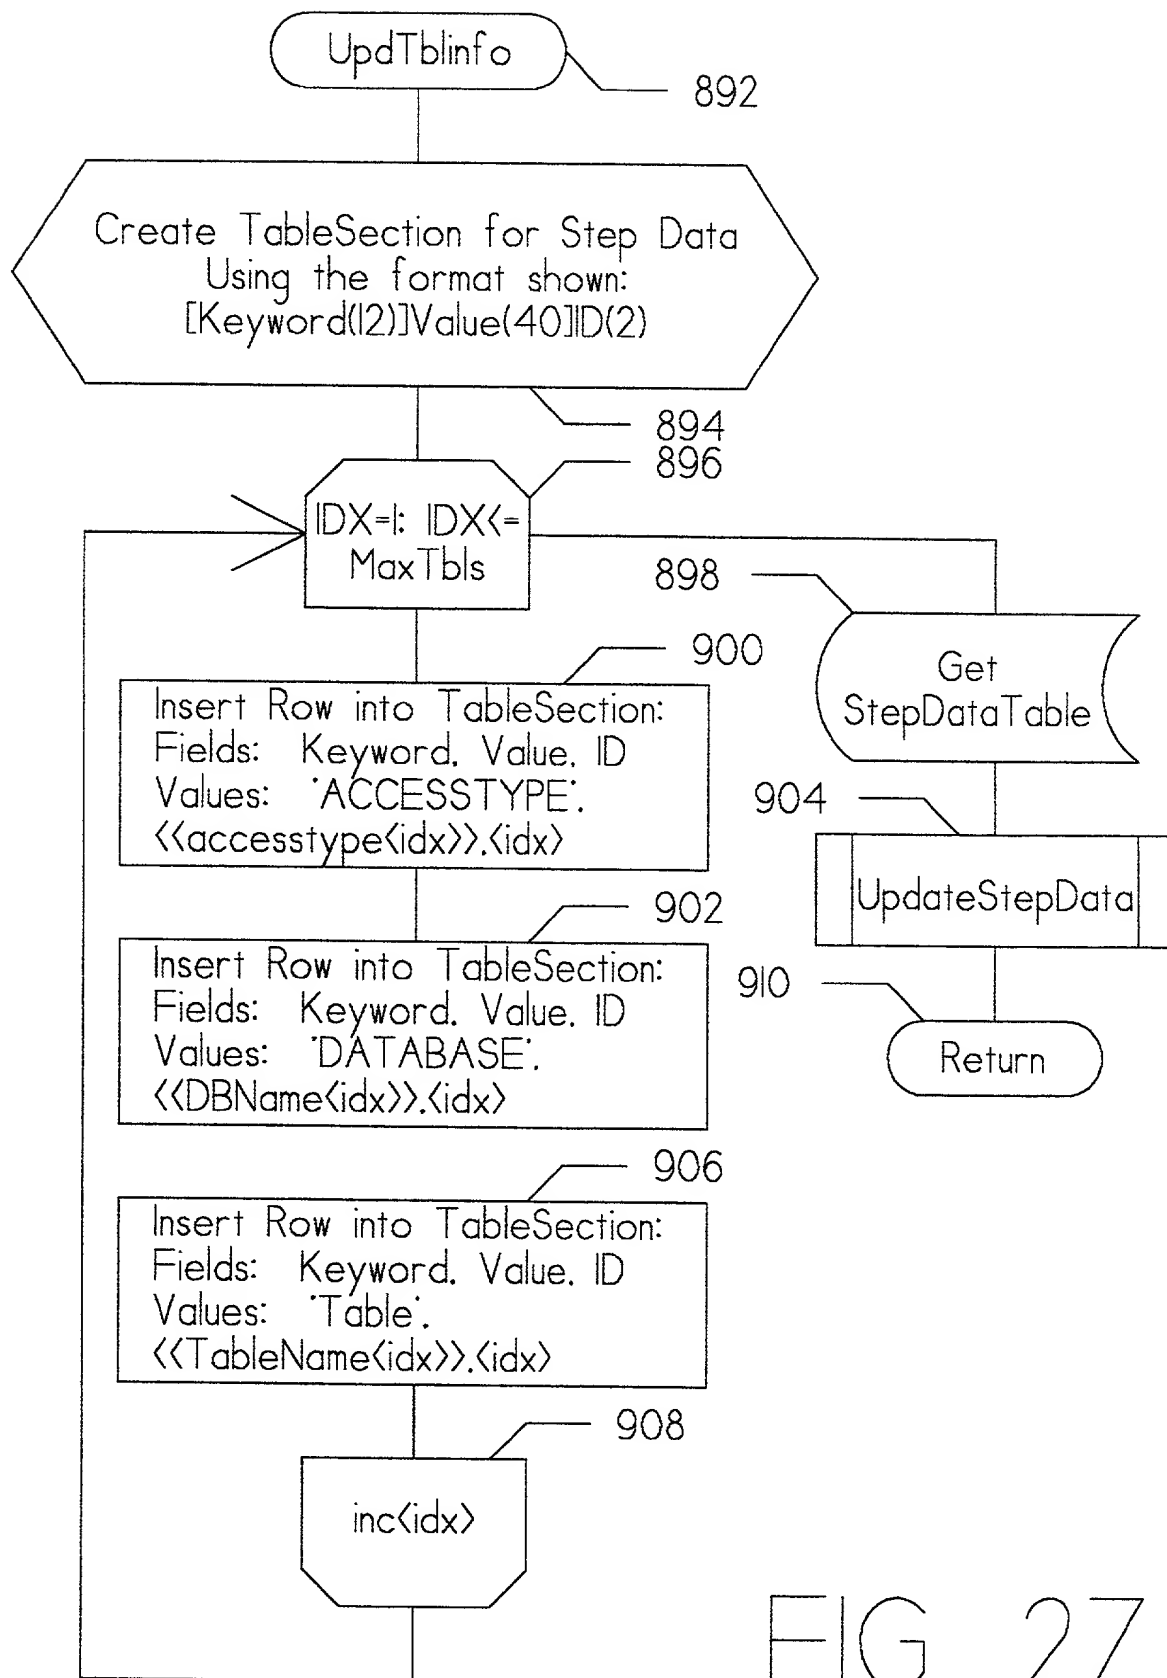 UpdTblinfo
892
Create TableSection for Step Data
Using the format shown:
[Keyword(12)]Value(40]ID(2)
894
896
IDX=1: IDX<=
MaxTbls
898
Get
StepDataTable
900
Insert Row into TableSection:
Fields: Keyword, Value, ID
Values: 'ACCESSTYPE',
<<accesstype<idx>>,<idx>
904
UpdateStepData
902
Insert Row into TableSection:
Fields: Keyword, Value, ID
Values: 'DATABASE',
<<DBName<idx>>,<idx>
910
Return
906
Insert Row into TableSection:
Fields: Keyword, Value, ID
Values: 'Table',
<<TableName<idx>>,<idx>
908
inc<idx>
FIG 27